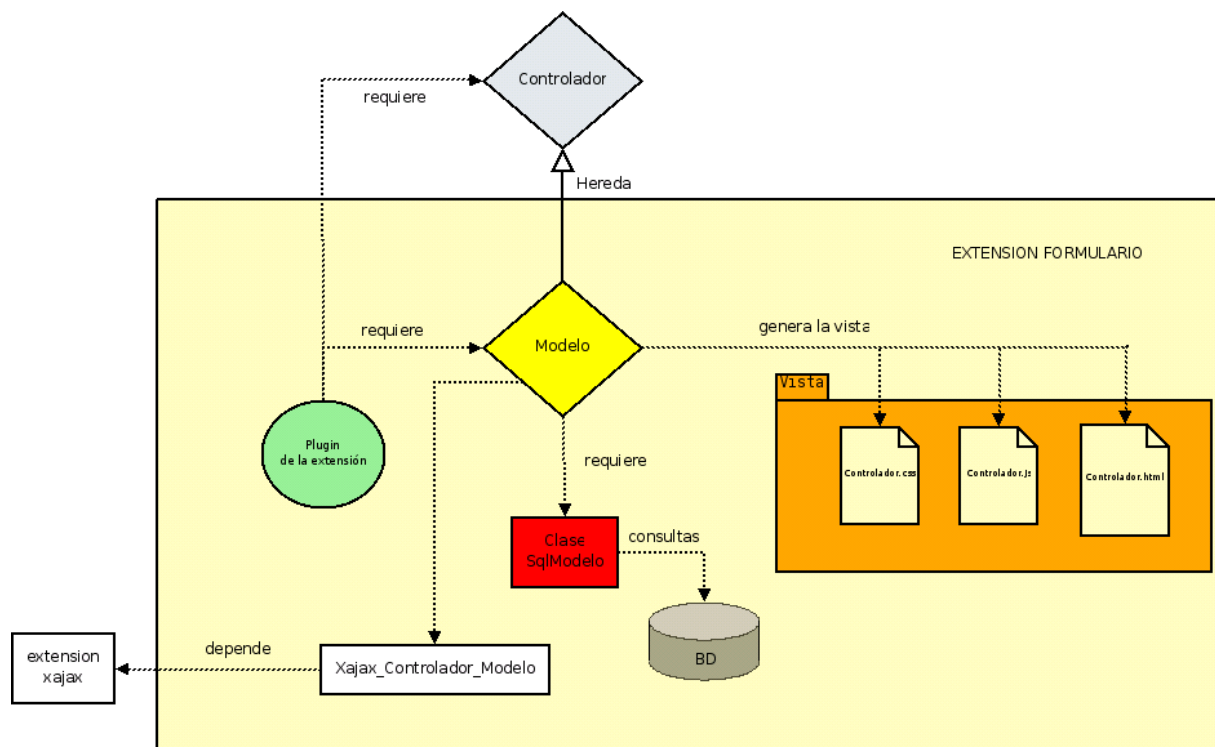 Controlador
requiere
Hereda
EXTENSION FORMULARIO
requiere
Modelo
genera la vista
Vista
Plugin
de la extensión
Controlador.css
Controlador.js
Controlador.html
requiere
Clase
SqlModelo
consultas
BD
extension
xajax
depende
Xajax_Controlador_Modelo